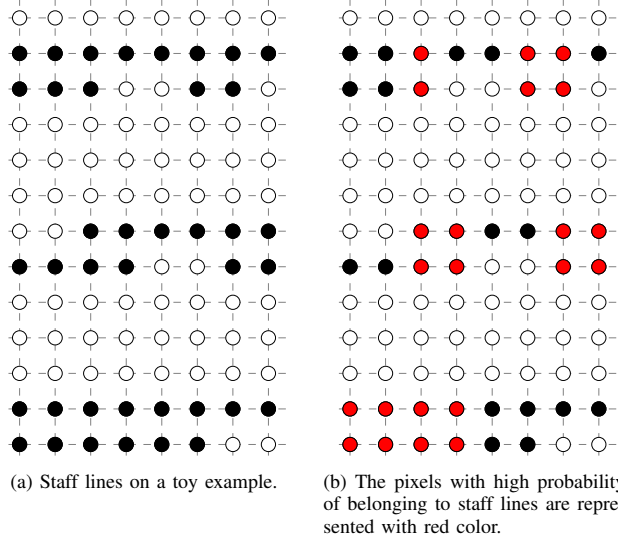 (a) Staff lines on a toy example.
(b) The pixels with high probability
of belonging to staff lines are repre
sented with red color.